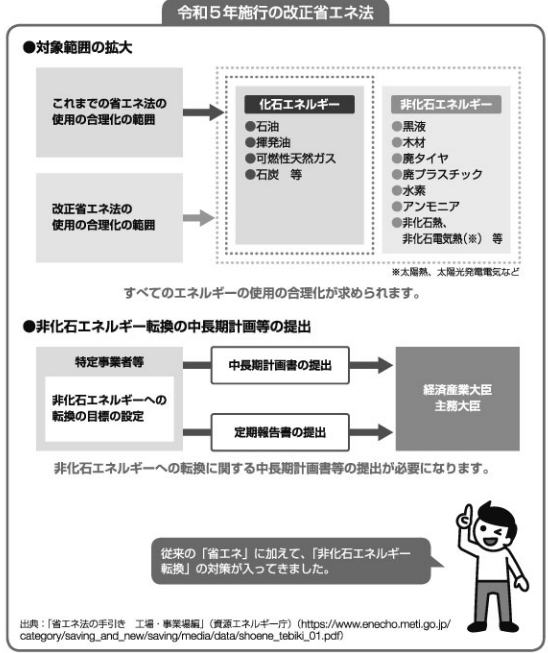 令和5年施行の改正省エネ法
●対象範囲の拡大
これまでの省エネ法の
使用の合理化の範囲
改正省エネ法の
使用の合理化の範囲
化石エネルギー
●石油
●揮発油
●可燃性天然ガス
●石炭　等
非化石エネルギー
●黒液
●木材
●廃タイヤ
●廃プラスチック
●水素
●アンモニア
●非化石熱、
非化石電気熱(※)　等
※太陽熱、太陽光発電電気など
すべてのエネルギーの使用の合理化が求められます。
●非化石エネルギー転換の中長期計画等の提出
特定事業者等
非化石エネルギーへの
転換の目標の設定
中長期計画書の提出
定期報告書の提出
経済産業大臣
主務大臣
非化石エネルギーへの転換に関する中長期計画書等の提出が必要になります。
従来の「省エネ」に加えて、「非化石エネルギー
転換」の対策が入ってきました。
出典：「省エネ法の手引き　工場・事業場編」（資源エネルギー庁）（https://www.enecho.meti.go.jp/
category/saving_and_new/saving/media/data/shoene_tebiki_01.pdf）